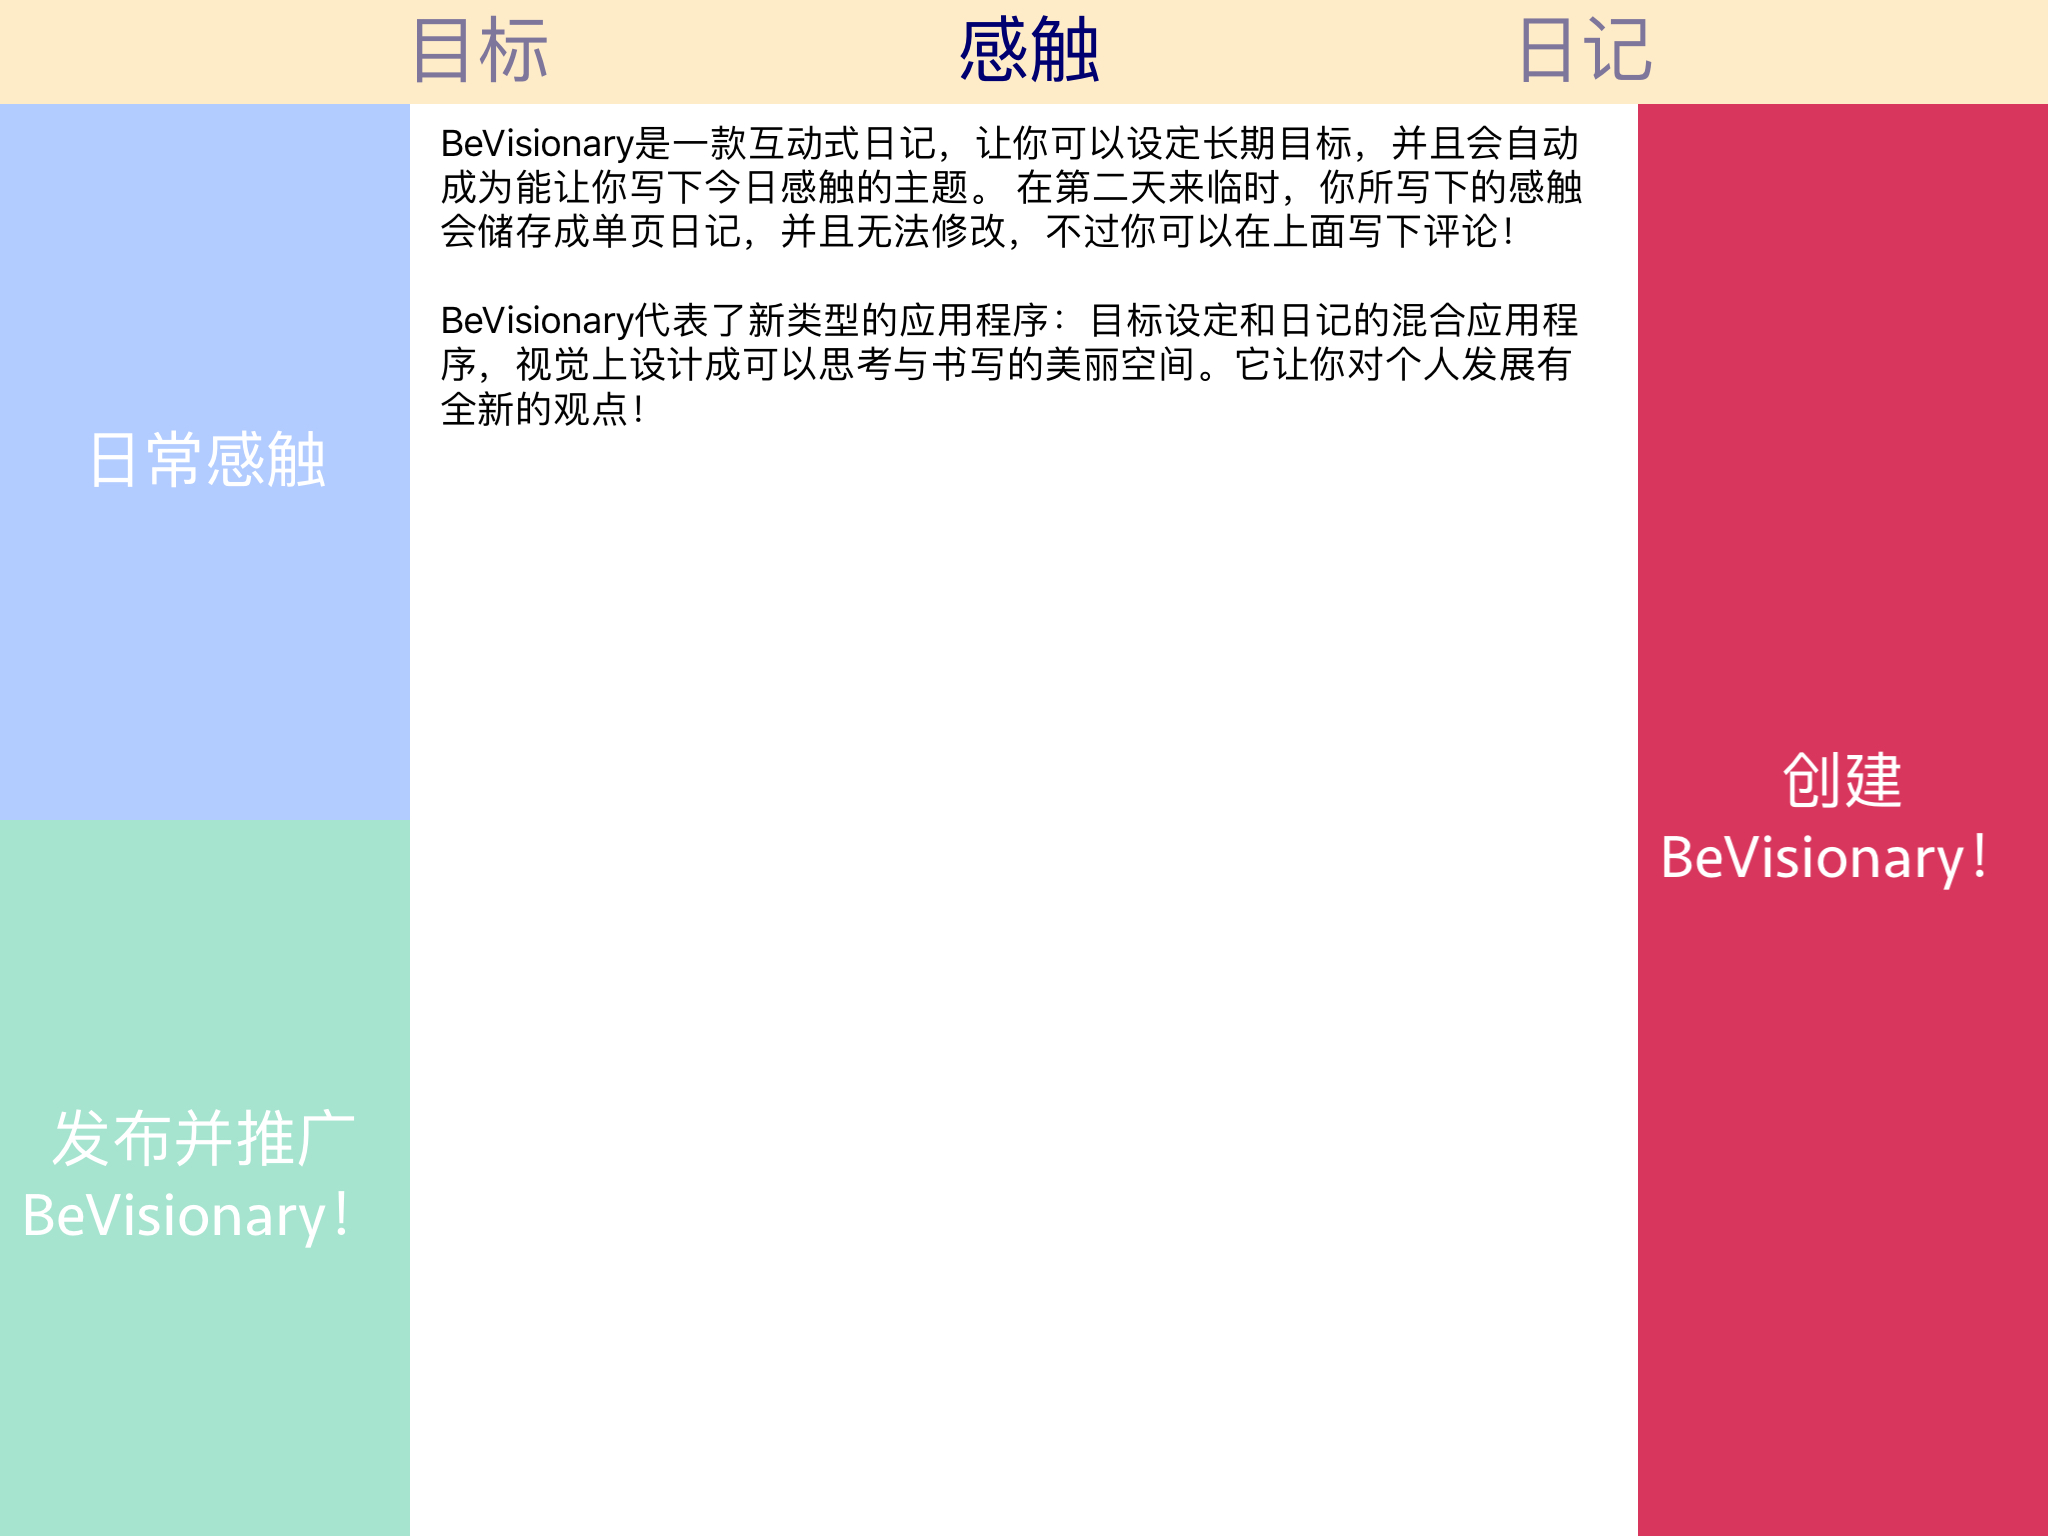 目标
感触
日记
日常感触
发布并推广
BeVisionary！
BeVisionary是一款互动式日记，让你可以设定长期目标，并且会自动
成为能让你写下今日感触的主题。 在第二天来临时，你所写下的感触
会储存成单页日记，并且无法修改，不过你可以在上面写下评论！
BeVisionary代表了新类型的应用程序：目标设定和日记的混合应用程
序，视觉上设计成可以思考与书写的美丽空间。它让你对个人发展有
全新的观点！
创建
BeVisionary！